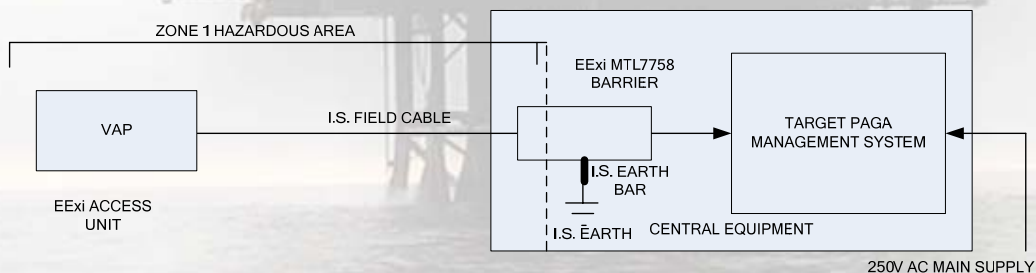 ZONE 1 HAZARDOUS AREA
EExi MTL7758
BARRIER
VAP
I.S. FIELD CABLE
TARGET PAGA
MANAGEMENT SYSTEM
I.S. EARTH
BAR
EExi ACCESS
UNIT
I.S. EARTH
CENTRAL EQUIPMENT
250V AC MAIN SUPPLY